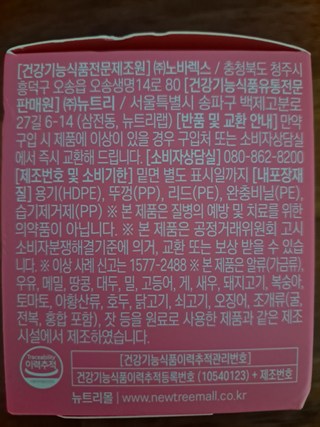 [건강기능식품전문제조원] ㈜노바렉스 / 충청북도 청주시
흥덕구 오송읍 오송생명14로 80 [건강기능식품유통전문
판매원] ㈜뉴트리 / 서울특별시 송파구 백제고분로
27길 6-14 (삼전동, 뉴트리랩) [반품 및 교환 안내] 만약
구입 시 제품에 이상이 있을 경우 구입처 또는 소비자상담실
에서 즉시 교환해 드립니다. [소비자상담실] 080-862-8200
[제조번호 및 소비기한] 밑면 별도 표시일까지 [내포장재
질] 용기(HDPE), 뚜껑(PP), 리드(PE), 완충비닐(PE),
습기제거제(PP) ※ 본 제품은 질병의 예방 및 치료를 위한
의약품이 아닙니다. ※ 본 제품은 공정거래위원회 고시
소비자분쟁해결기준에 의거, 교환 또는 보상 받을 수 있습
니다. ※ 이상 사례 신고는 1577-2488 ※ 본 제품은 알류(가금류),
우유, 메밀, 땅콩, 대두, 밀, 고등어, 게, 새우, 돼지고기, 복숭아,
토마토, 아황산류, 호두, 닭고기, 쇠고기, 오징어, 조개류(굴,
전복, 홍합 포함), 잣 등을 원료로 사용한 제품과 같은 제조
시설에서 제조하였습니다.
Traceability
이력추적
[건강기능식품이력추적관리번호]
건강기능식품이력추적등록번호 (10540123) + 제조번호
뉴트리몰 | www.newtreemall.co.kr